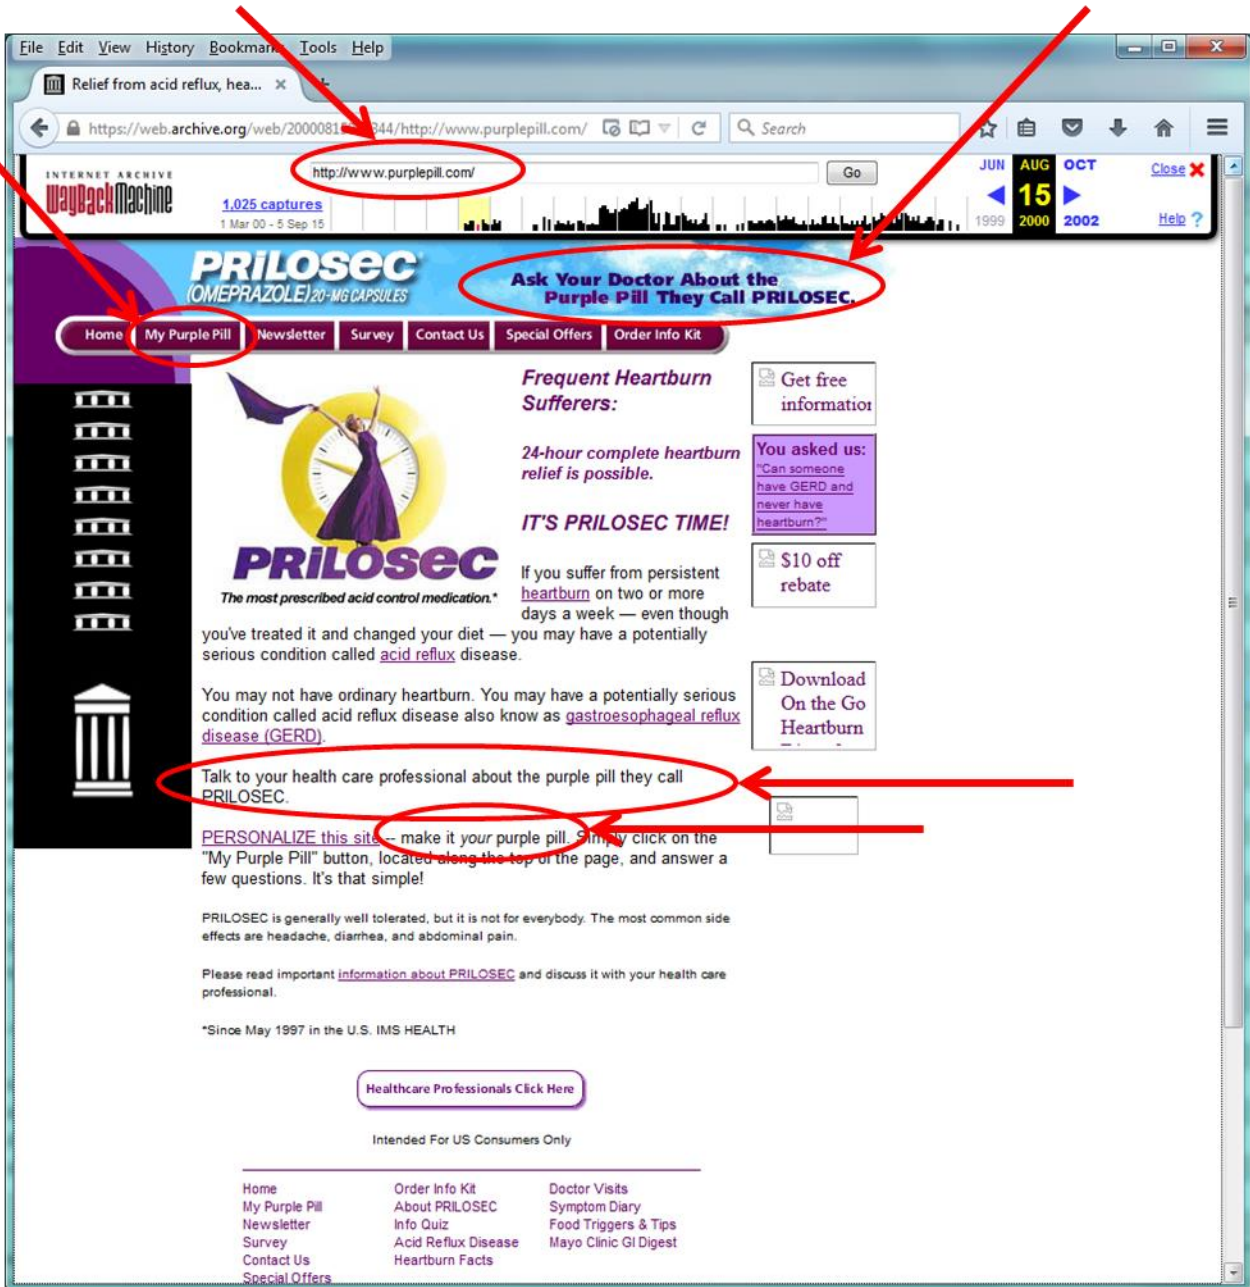 File Edit View History Bookmarks Tools Help
Relief from acid reflux, hea...
https://web.archive.org/web/200008 344/http://www.purplepill.com/ Search
INTERNET ARCHIVE
WayBackMachine
http://www.purplepill.com/ Go
1,025 captures
1 Mar 00 - 5 Sep 15
JUN AUG OCT
15
1999 2000 2002
Close
Help ?
PRiLOSEC
(OMEPRAZOLE) 20-MG CAPSULES
Ask Your Doctor About the
Purple Pill They Call PRILOSEC.
Home My Purple Pill Newsletter Survey Contact Us Special Offers Order Info Kit
PRiLOSEC
The most prescribed acid control medication.*
Frequent Heartburn
Sufferers:
24-hour complete heartburn
relief is possible.
IT'S PRILOSEC TIME!
If you suffer from persistent
heartburn on two or more
days a week — even though
you've treated it and changed your diet — you may have a potentially
serious condition called acid reflux disease.
You may not have ordinary heartburn. You may have a potentially serious
condition called acid reflux disease also know as gastroesophageal reflux
disease (GERD).
Talk to your health care professional about the purple pill they call
PRILOSEC.
PERSONALIZE this site -- make it your purple pill. Simply click on the
"My Purple Pill" button, located along the top of the page, and answer a
few questions. It's that simple!
PRILOSEC is generally well tolerated, but it is not for everybody. The most common side
effects are headache, diarrhea, and abdominal pain.
Please read important information about PRILOSEC and discuss it with your health care
professional.
*Since May 1997 in the U.S. IMS HEALTH
Get free
information
You asked us:
"Can someone
have GERD and
never have
heartburn?"
$10 off
rebate
Download
On the Go
Heartburn
Healthcare Professionals Click Here
Intended For US Consumers Only
Home
My Purple Pill
Newsletter
Survey
Contact Us
Special Offers
Order Info Kit
About PRILOSEC
Info Quiz
Acid Reflux Disease
Heartburn Facts
Doctor Visits
Symptom Diary
Food Triggers & Tips
Mayo Clinic GI Digest